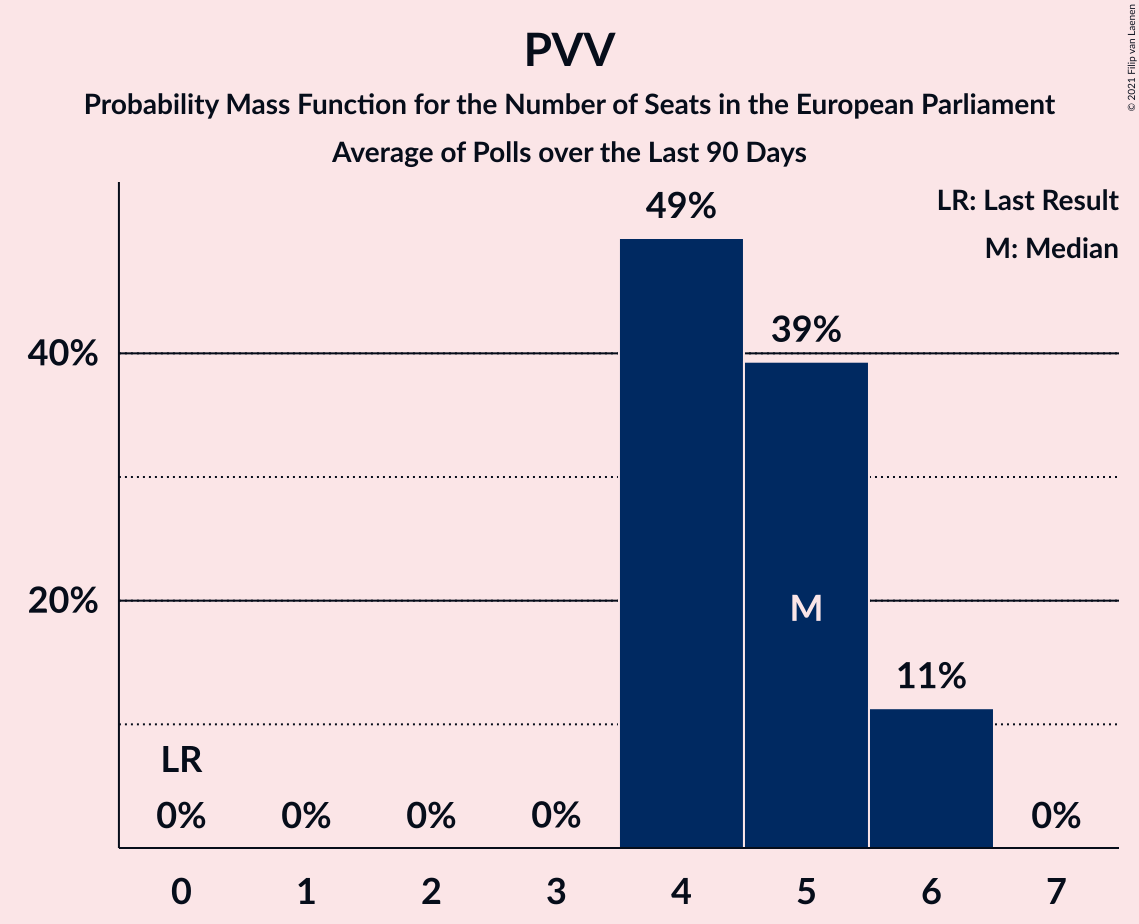 PVV
Probability Mass Function for the Number of Seats in the European Parliament
Average of Polls over the Last 90 Days
© 2021 Filip van Laenen
LR: Last Result
M: Median
49%
39%
40%
20%
M
11%
LR
0% 0% 0% 0% 0%
0 1 2 3 4 5 6 7